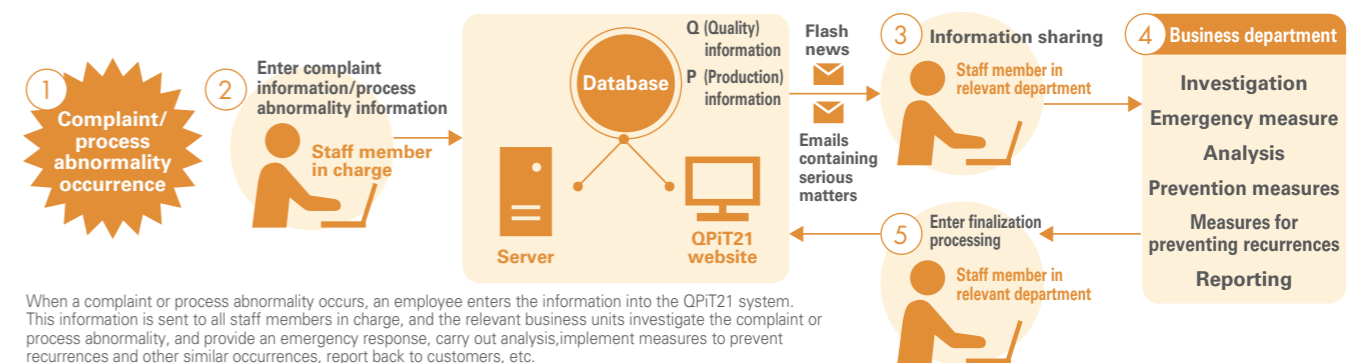 1
Complaint/
process
abnormality
occurrence
2
Enter complaint
information/process
abnormality information
Staff member
in charge
Database
Q (Quality)
information
P (Production)
information
Server
QPiT21
website
Flash
news
Emails
containing
serious
matters
3
Information sharing
Staff member in
relevant department
4
Business department
Investigation
Emergency measure
Analysis
Prevention measures
Measures for
preventing recurrences
Reporting
5
Enter finalization
processing
Staff member in
relevant department
When a complaint or process abnormality occurs, an employee enters the information into the QPiT21 system.
This information is sent to all staff members in charge, and the relevant business units investigate the complaint or
process abnormality, and provide an emergency response, carry out analysis,implement measures to prevent
recurrences and other similar occurrences, report back to customers, etc.